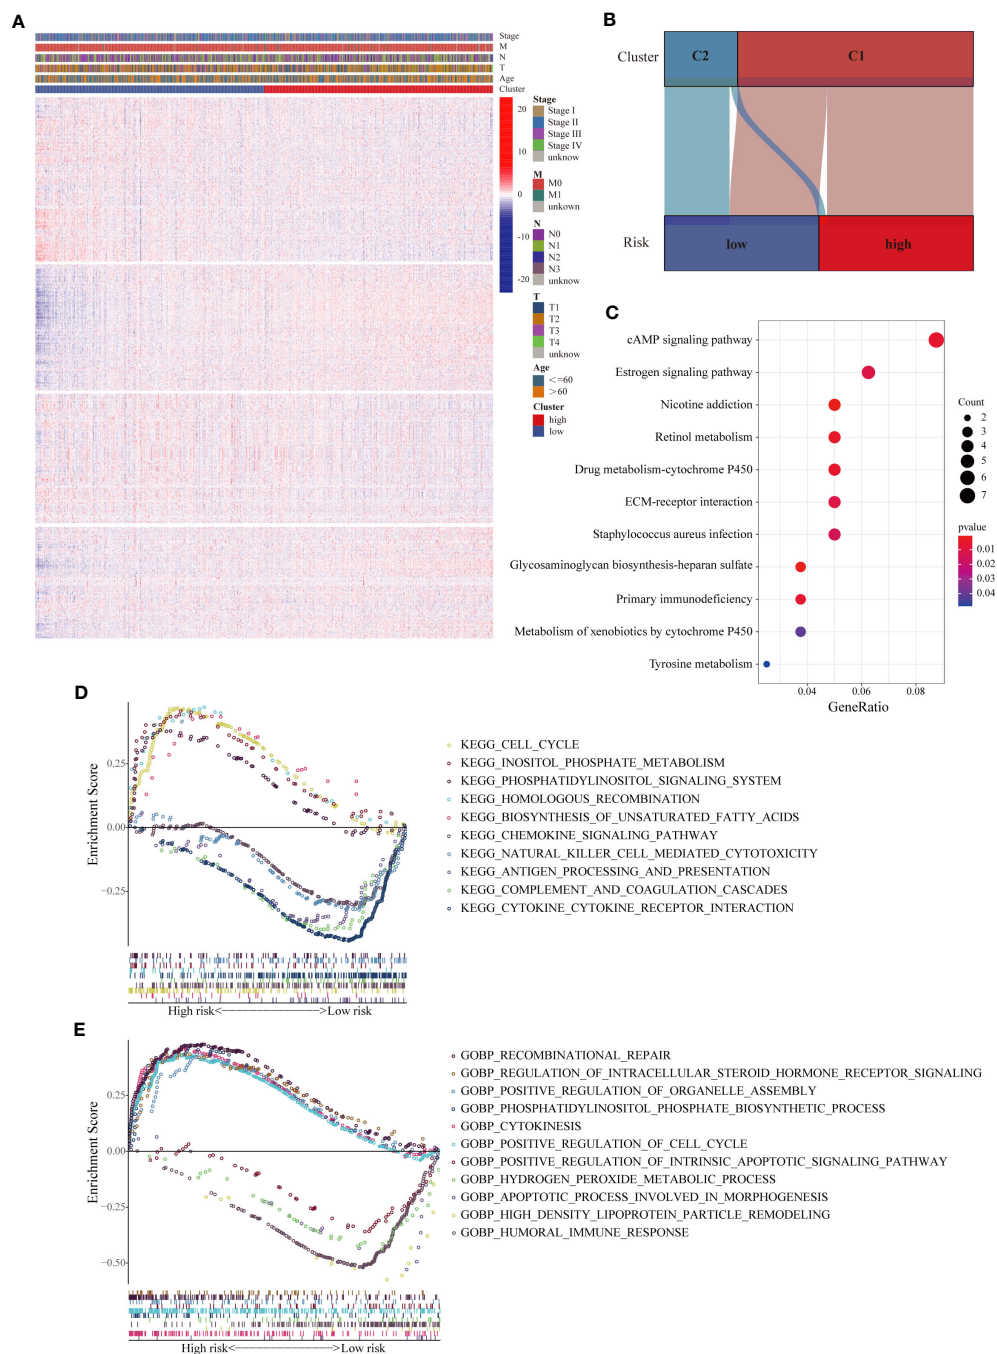 A
Stage
M
N
T
Age
Cluster
20
10
0
-10
-20
Stage
Stage I
Stage II
Stage III
Stage IV
unknow
M
M0
M1
unkown
N
N0
N1
N2
N3
unknow
T
T1
T2
T3
T4
unknow
Age
<=60
>60
Cluster
high
low
B
Cluster
C2
C1
Risk
low
high
C
cAMP signaling pathway
Estrogen signaling pathway
Nicotine addiction
Retinol metabolism
Drug metabolism-cytochrome P450
ECM-receptor interaction
Staphylococcus aureus infection
Glycosaminoglycan biosynthesis-heparan sulfate
Primary immunodeficiency
Metabolism of xenobiotics by cytochrome P450
Tyrosine metabolism
0.04
0.06
0.08
GeneRatio
Count
2
3
4
5
6
7
pvalue
0.01
0.02
0.03
0.04
D
Enrichment Score
0.25
0.00
−0.25
High risk<---------------------->Low risk
KEGG_CELL_CYCLE
KEGG_INOSITOL_PHOSPHATE_METABOLISM
KEGG_PHOSPHATIDYLINOSITOL_SIGNALING_SYSTEM
KEGG_HOMOLOGOUS_RECOMBINATION
KEGG_BIOSYNTHESIS_OF_UNSATURATED_FATTY_ACIDS
KEGG_CHEMOKINE_SIGNALING_PATHWAY
KEGG_NATURAL_KILLER_CELL_MEDIATED_CYTOTOXICITY
KEGG_ANTIGEN_PROCESSING_AND_PRESENTATION
KEGG_COMPLEMENT_AND_COAGULATION_CASCADES
KEGG_CYTOKINE_CYTOKINE_RECEPTOR_INTERACTION
E
Enrichment Score
0.25
0.00
−0.25
−0.50
High risk<---------------------->Low risk
GOBP_RECOMBINATIONAL_REPAIR
GOBP_REGULATION_OF_INTRACELLULAR_STEROID_HORMONE_RECEPTOR_SIGNALING
GOBP_POSITIVE_REGULATION_OF_ORGANELLE_ASSEMBLY
GOBP_PHOSPHATIDYLINOSITOL_PHOSPHATE_BIOSYNTHETIC_PROCESS
GOBP_CYTOKINESIS
GOBP_POSITIVE_REGULATION_OF_CELL_CYCLE
GOBP_POSITIVE_REGULATION_OF_INTRINSIC_APOPTOTIC_SIGNALING_PATHWAY
GOBP_HYDROGEN_PEROXIDE_METABOLIC_PROCESS
GOBP_APOPTOTIC_PROCESS_INVOLVED_IN_MORPHOGENESIS
GOBP_HIGH_DENSITY_LIPOPROTEIN_PARTICLE_REMODELING
GOBP_HUMORAL_IMMUNE_RESPONSE